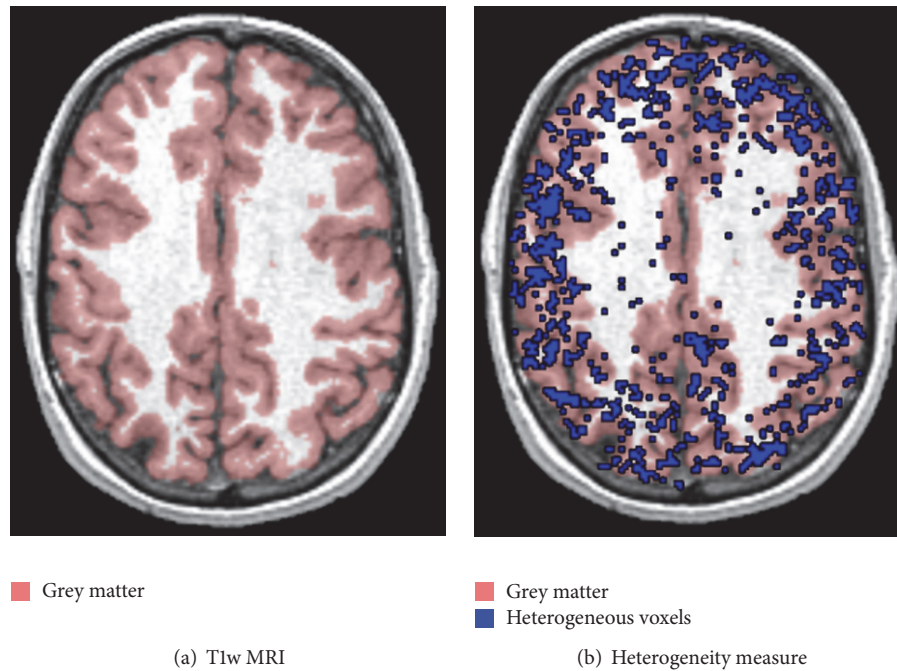 Grey matter
(a) T1w MRI
Grey matter
Heterogeneous voxels
(b) Heterogeneity measure